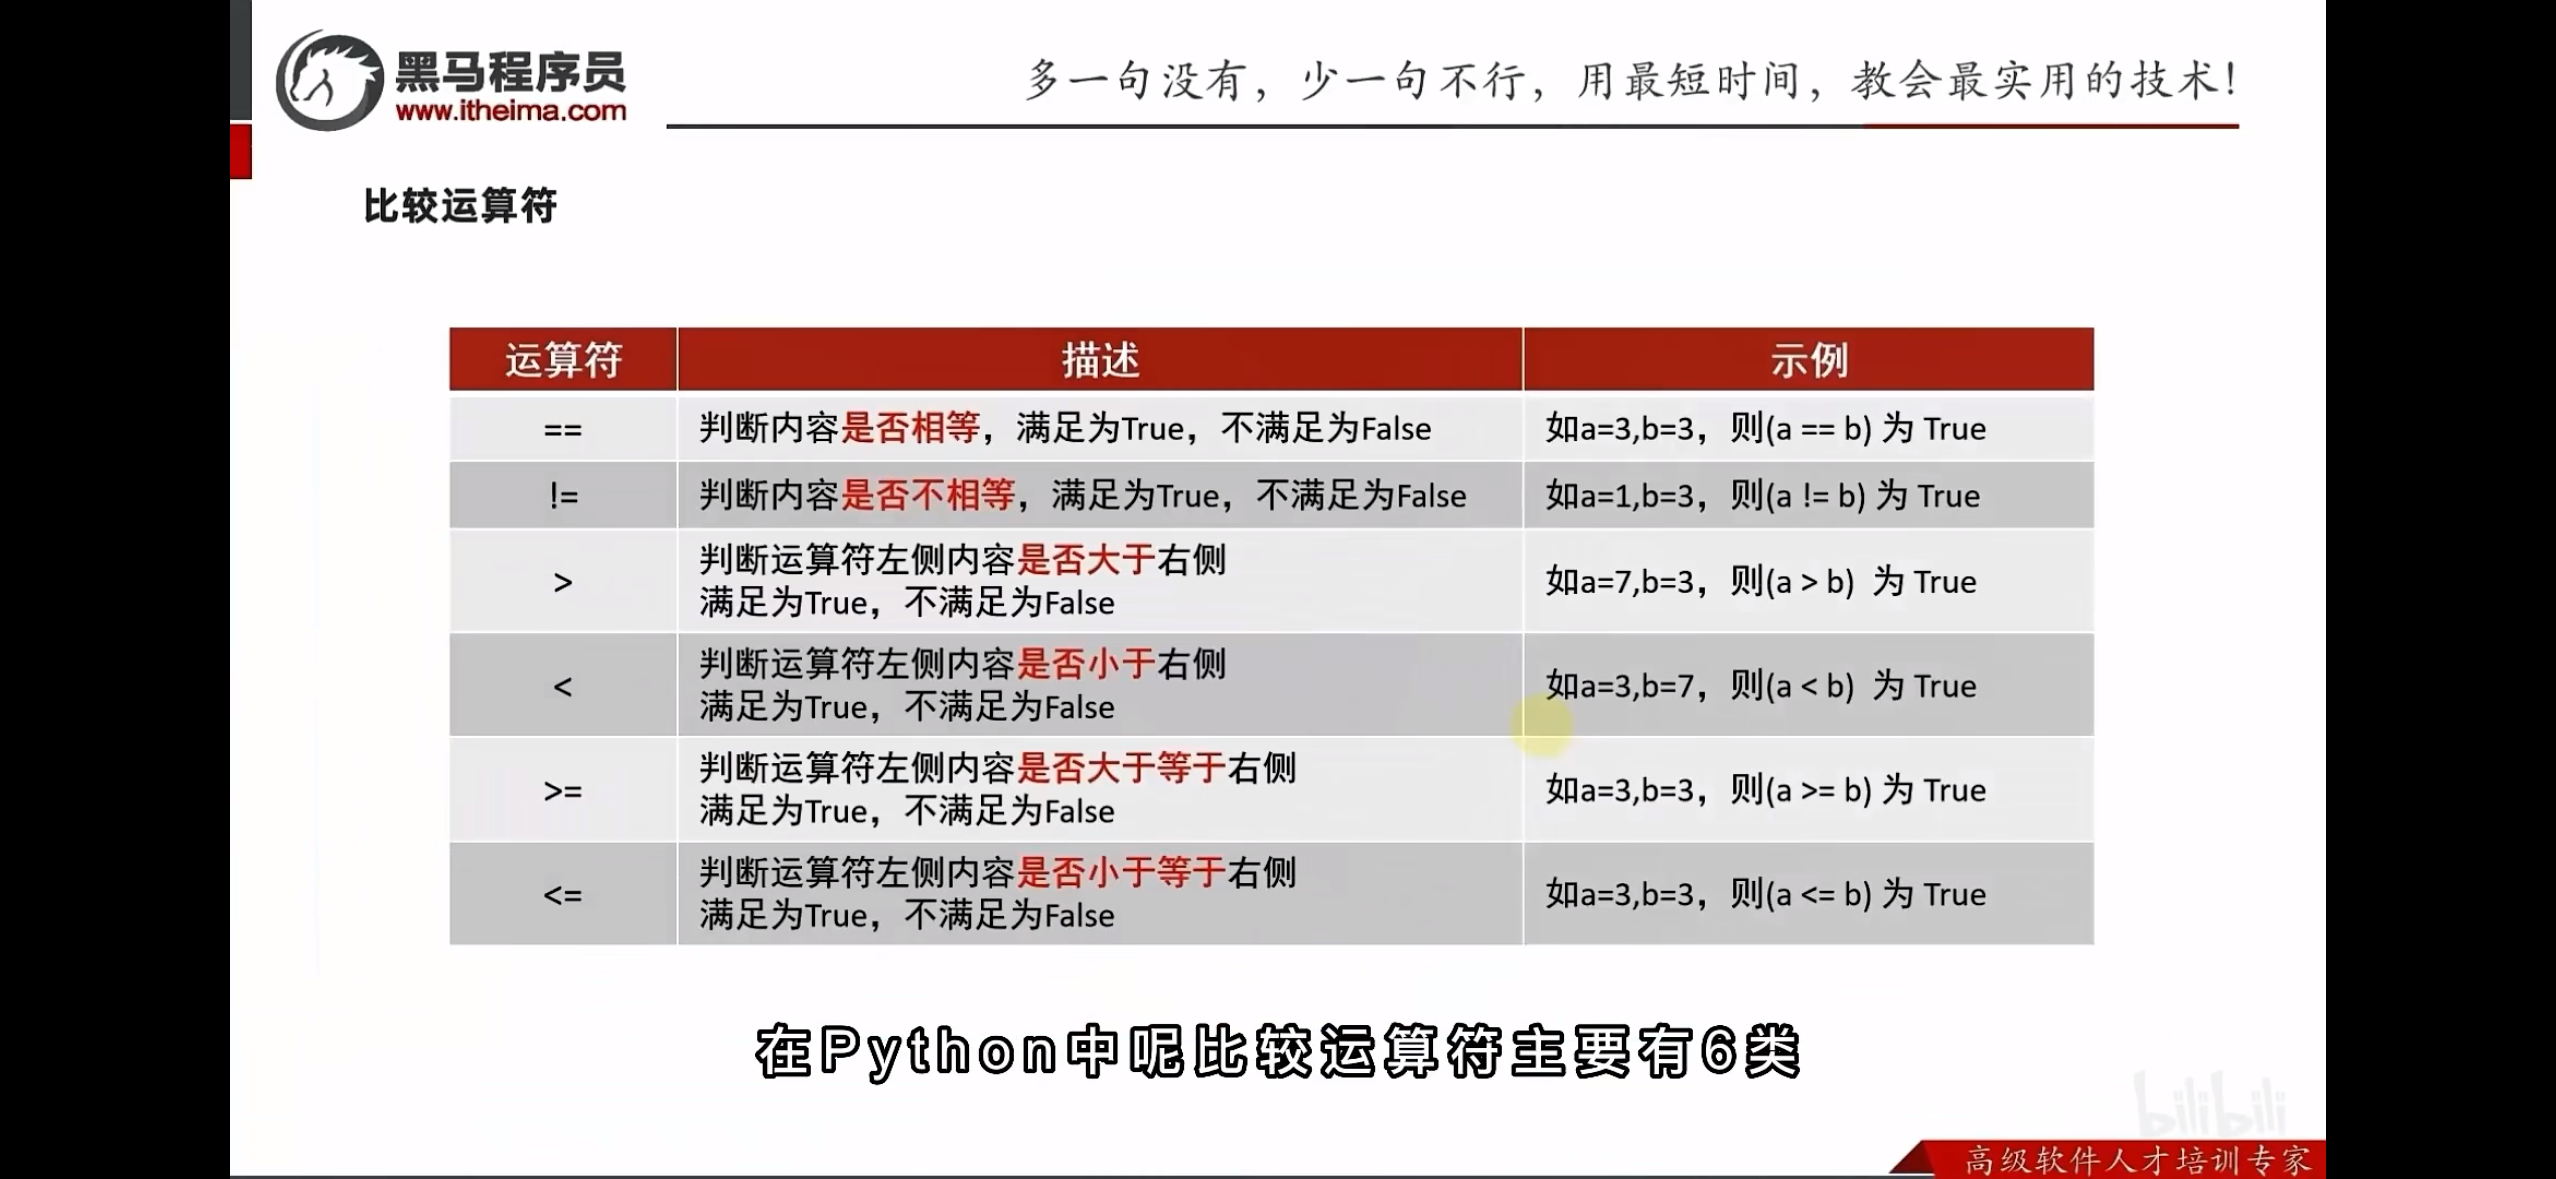 黑马程序员
www.itheima.com
多一句没有，少一句不行，用最短时间，教会最实用的技术！
比较运算符
运算符 描述 示例
== 判断内容是否相等，满足为True，不满足为False 如a=3,b=3，则(a == b) 为 True
!= 判断内容是否不相等，满足为True，不满足为False 如a=1,b=3，则(a != b) 为 True
> 判断运算符左侧内容是否大于右侧
满足为True，不满足为False 如a=7,b=3，则(a > b) 为 True
< 判断运算符左侧内容是否小于右侧
满足为True，不满足为False 如a=3,b=7，则(a < b) 为 True
>= 判断运算符左侧内容是否大于等于右侧
满足为True，不满足为False 如a=3,b=3，则(a >= b) 为 True
<= 判断运算符左侧内容是否小于等于右侧
满足为True，不满足为False 如a=3,b=3，则(a <= b) 为 True
在Python中呢比较运算符主要有6类
bilibili
高级软件人才培训专家